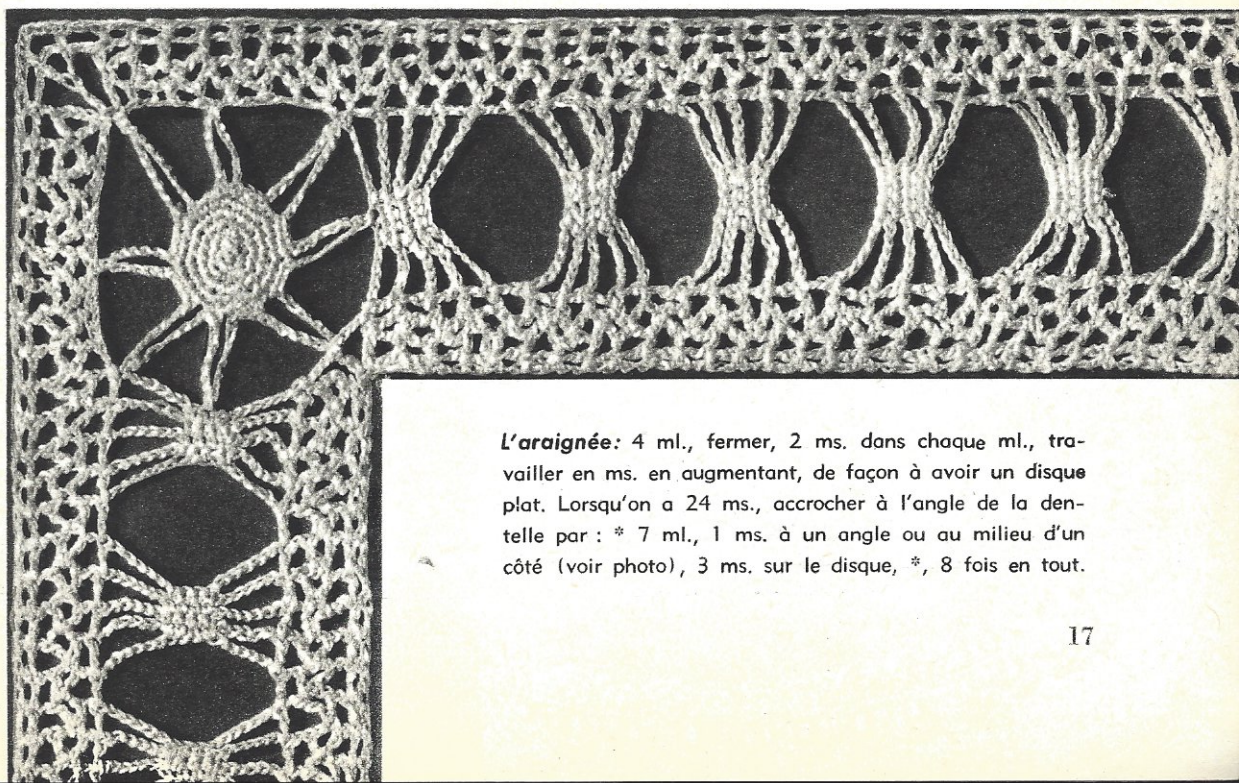 L'araignée: 4 ml., fermer, 2 ms. dans chaque ml., tra-
vailler en ms. en augmentant, de façon à avoir un disque
plat. Lorsqu'on a 24 ms., accrocher à l'angle de la den-
telle par : * 7 ml., 1 ms. à un angle ou au milieu d'un
côté (voir photo), 3 ms. sur le disque, *, 8 fois en tout.
17